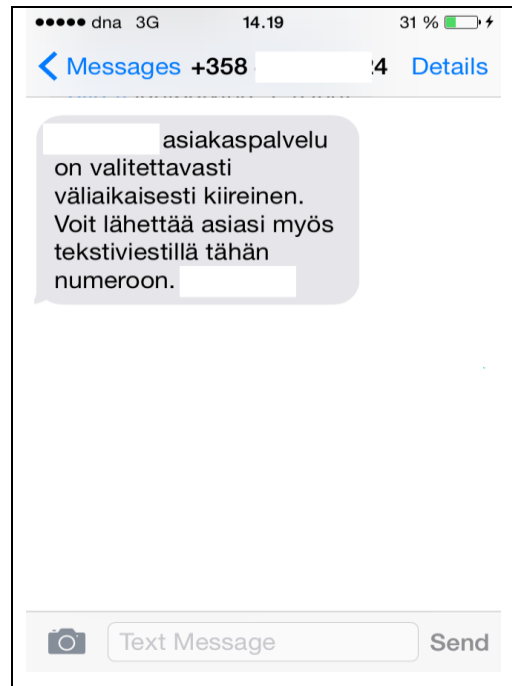 dna 3G 14.19 31 %
Messages +358 4 Details
asiakaspalvelu
on valitettavasti
väliaikaisesti kiireinen.
Voit lähettää asiasi myös
tekstiviestillä tähän
numeroon.
Text Message Send